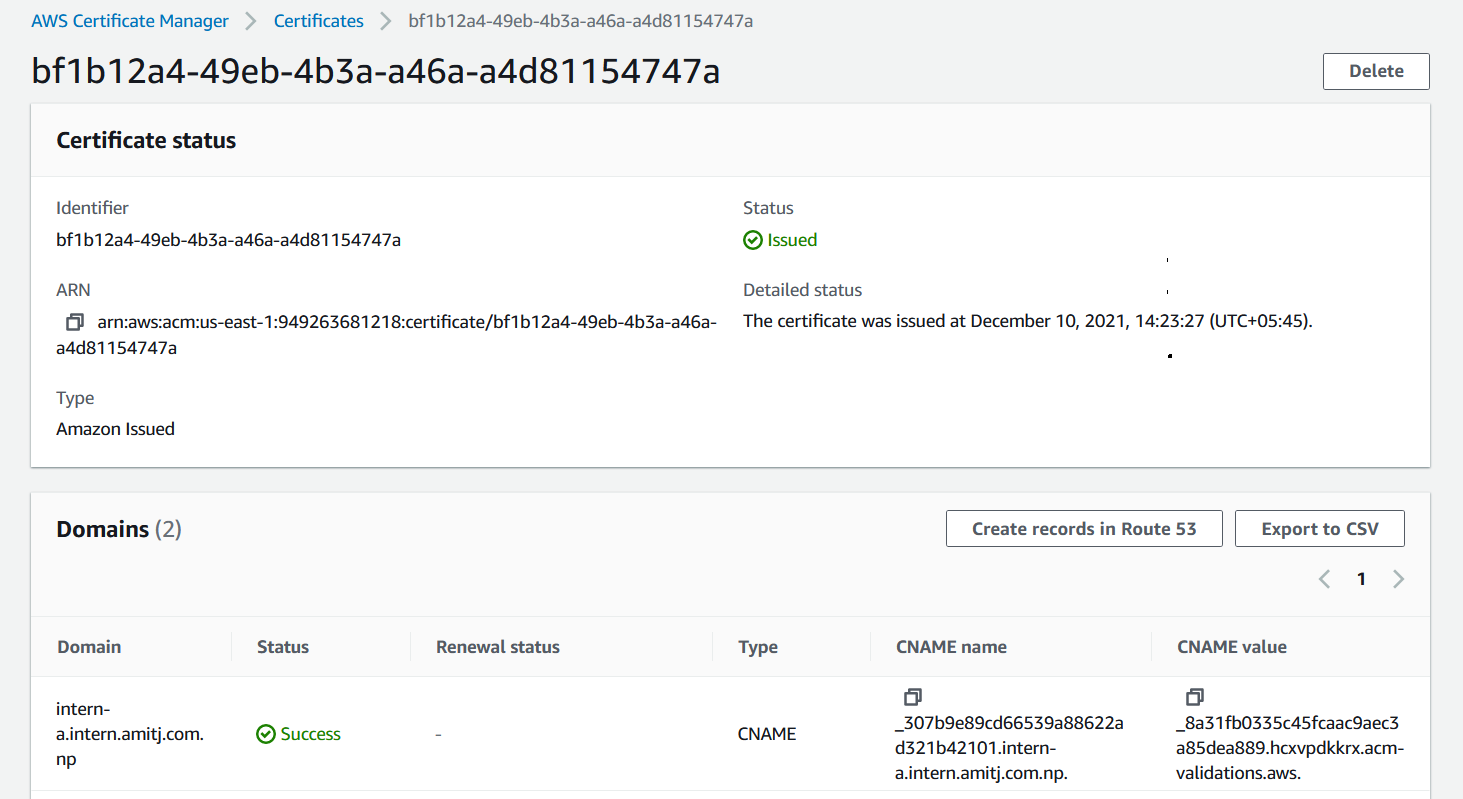 AWS Certificate Manager > Certificates > bf1b12a4-49eb-4b3a-a46a-a4d81154747a
bf1b12a4-49eb-4b3a-a46a-a4d81154747a
Delete
Certificate status
Identifier
bf1b12a4-49eb-4b3a-a46a-a4d81154747a
Status
Issued
ARN
arn:aws:acm:us-east-1:949263681218:certificate/bf1b12a4-49eb-4b3a-a46a-
a4d81154747a
Detailed status
The certificate was issued at December 10, 2021, 14:23:27 (UTC+05:45).
Type
Amazon Issued
Domains (2)
Create records in Route 53
Export to CSV
1
Domain Status Renewal status Type CNAME name CNAME value
intern-
a.intern.amitj.com.
np
Success
-
CNAME
_307b9e89cd66539a88622a
d321b42101.intern-
a.intern.amitj.com.np.
_8a31fb0335c45fcaac9aec3
a85dea889.hcxvpdkkrx.acm-
validations.aws.